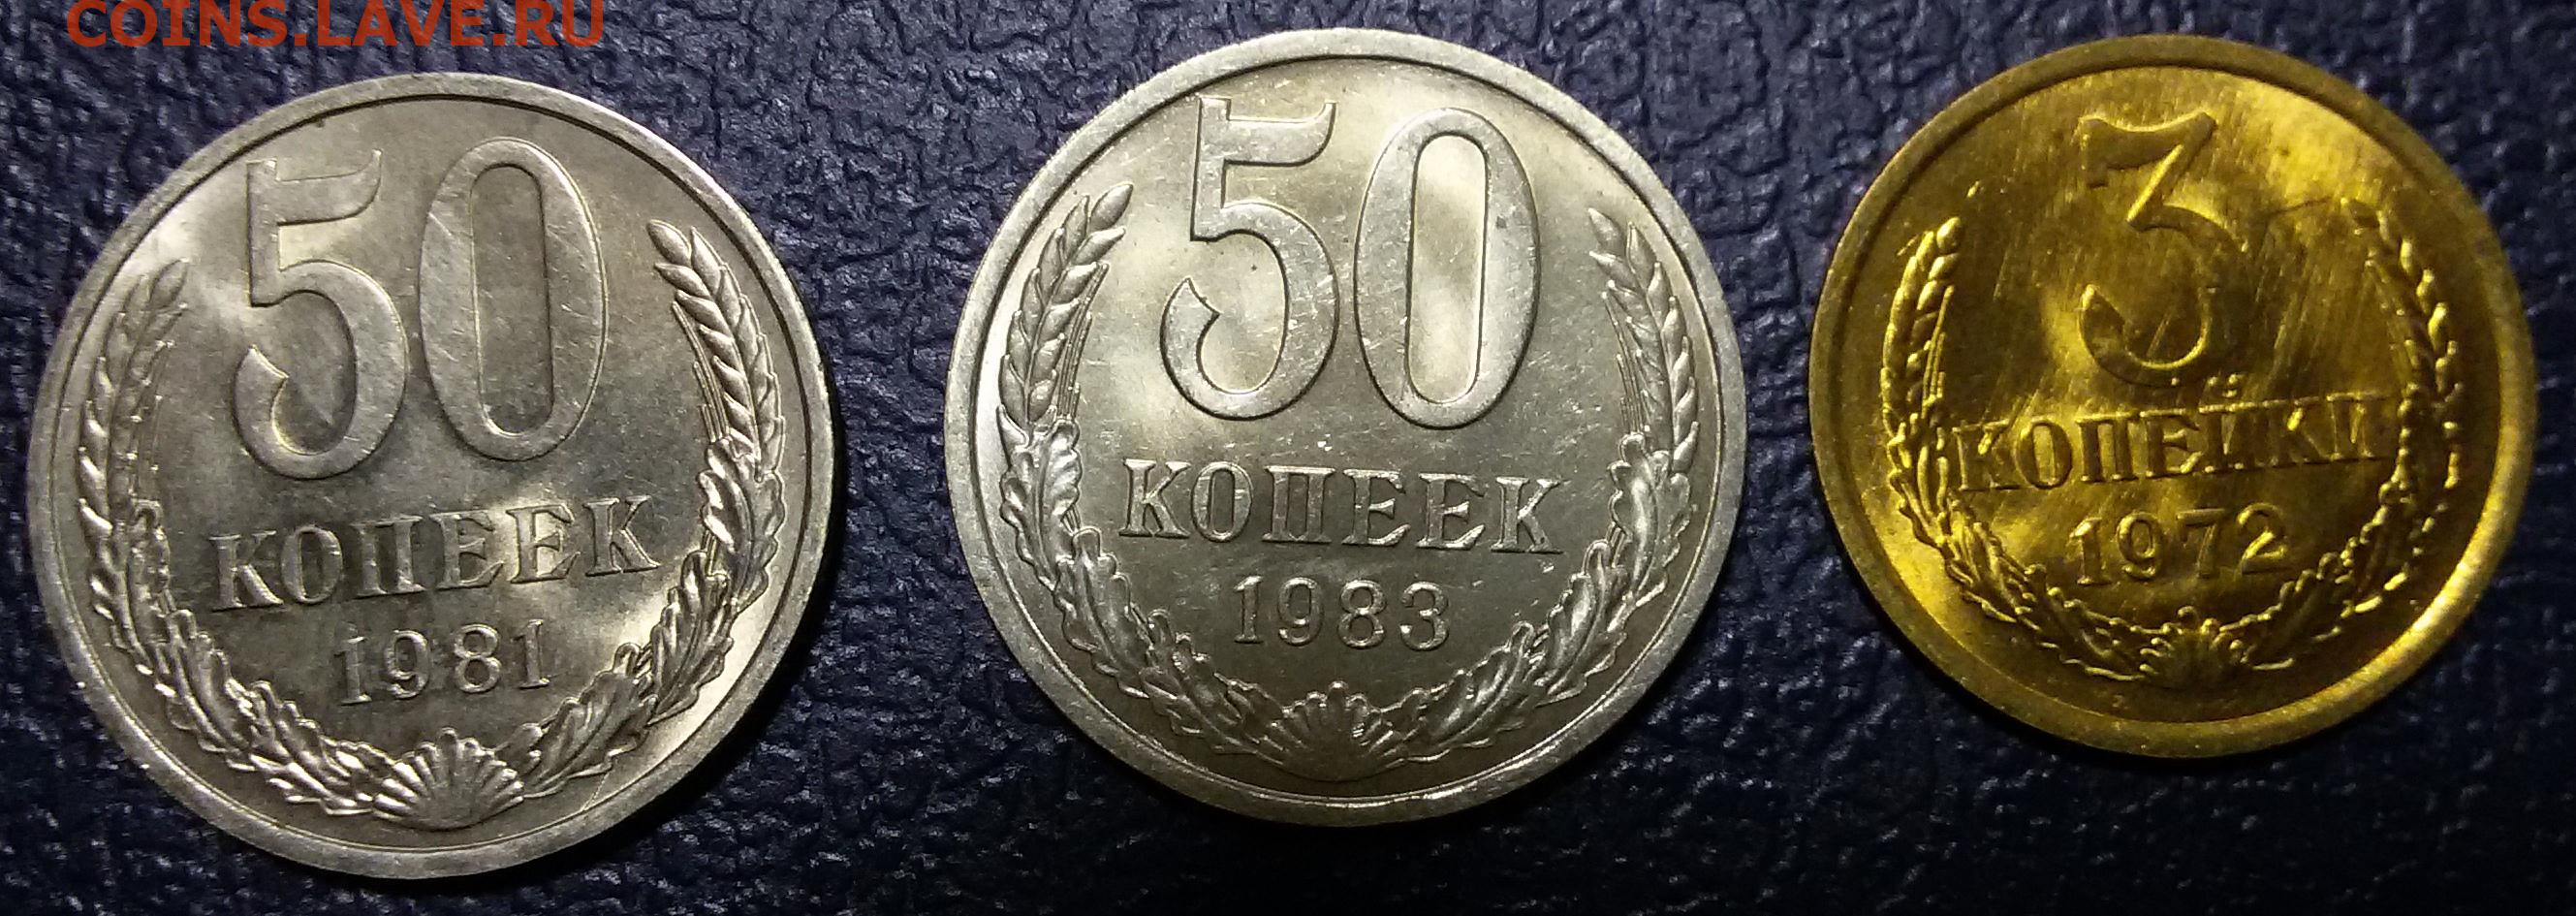 COINS.LAVE.RU
50
КОПЕЕК
1981
50
КОПЕЕК
1983
3
КОПЕЙКИ
1972